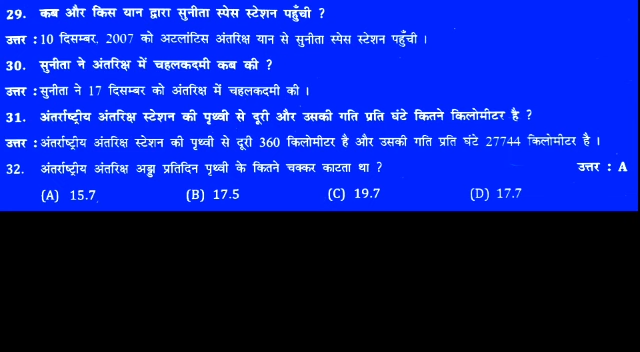 29. कब और किस यान द्वारा सुनीता स्पेस स्टेशन पहुँची ?
उत्तर : 10 दिसम्बर, 2007 को अटलांटिस अंतरिक्ष यान से सुनीता स्पेस स्टेशन पहुँची ।
30. सुनीता ने अंतरिक्ष में चहलकदमी कब की ?
उत्तर : सुनीता ने 17 दिसम्बर को अंतरिक्ष में चहलकदमी की ।
31. अंतर्राष्ट्रीय अंतरिक्ष स्टेशन की पृथ्वी से दूरी और उसकी गति प्रति घंटे कितने किलोमीटर है ?
उत्तर : अंतर्राष्ट्रीय अंतरिक्ष स्टेशन की पृथ्वी से दूरी 360 किलोमीटर है और उसकी गति प्रति घंटे 27744 किलोमीटर है ।
32. अंतर्राष्ट्रीय अंतरिक्ष अड्डा प्रतिदिन पृथ्वी के कितने चक्कर काटता था ? उत्तर : A
(A) 15.7 (B) 17.5 (C) 19.7 (D) 17.7